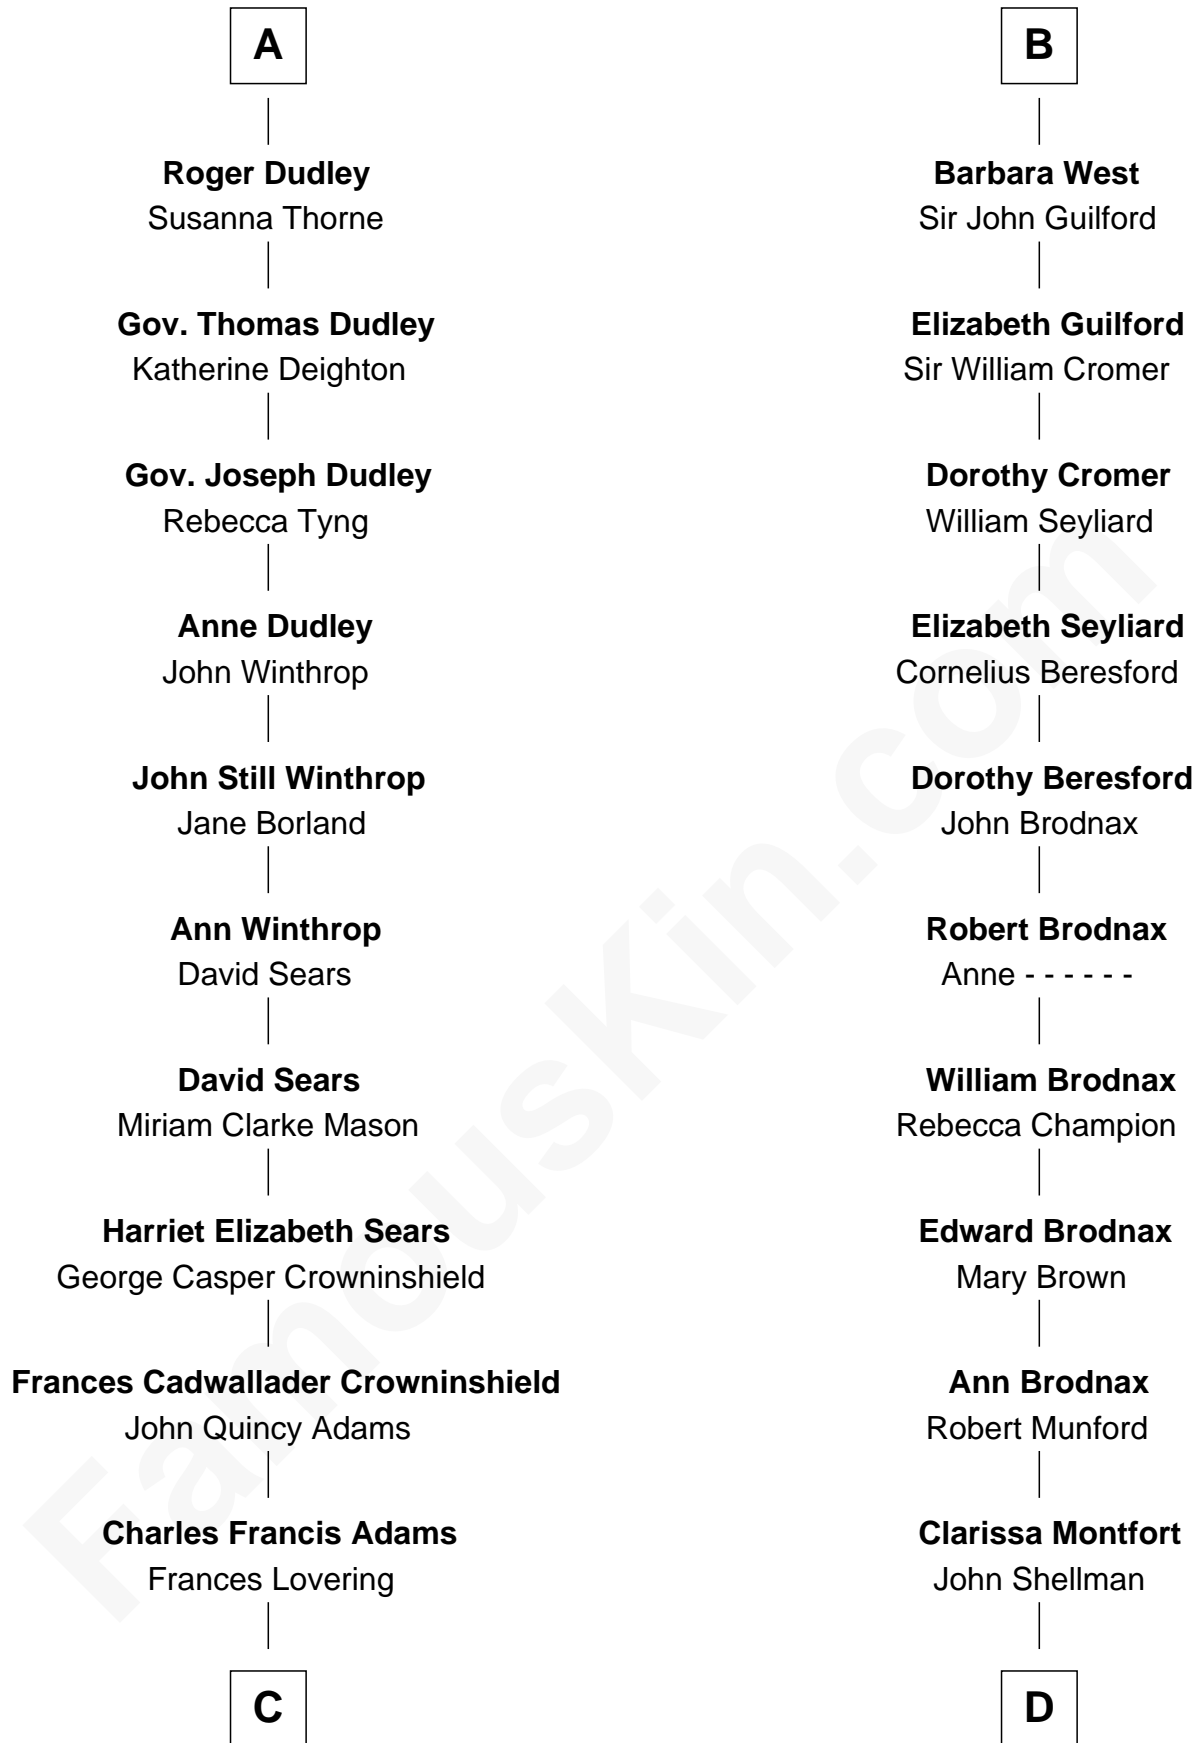 A
Roger Dudley
Susanna Thorne
Gov. Thomas Dudley
Katherine Deighton
Gov. Joseph Dudley
Rebecca Tyng
Anne Dudley
John Winthrop
John Still Winthrop
Jane Borland
Ann Winthrop
David Sears
David Sears
Miriam Clarke Mason
Harriet Elizabeth Sears
George Casper Crowninshield
Frances Cadwallader Crowninshield
John Quincy Adams
Charles Francis Adams
Frances Lovering
C
B
Barbara West
Sir John Guilford
Elizabeth Guilford
Sir William Cromer
Dorothy Cromer
William Seyliard
Elizabeth Seyliard
Cornelius Beresford
Dorothy Beresford
John Brodnax
Robert Brodnax
Anne - - - - - -
William Brodnax
Rebecca Champion
Edward Brodnax
Mary Brown
Ann Brodnax
Robert Munford
Clarissa Montfort
John Shellman
D
FamousKin.com